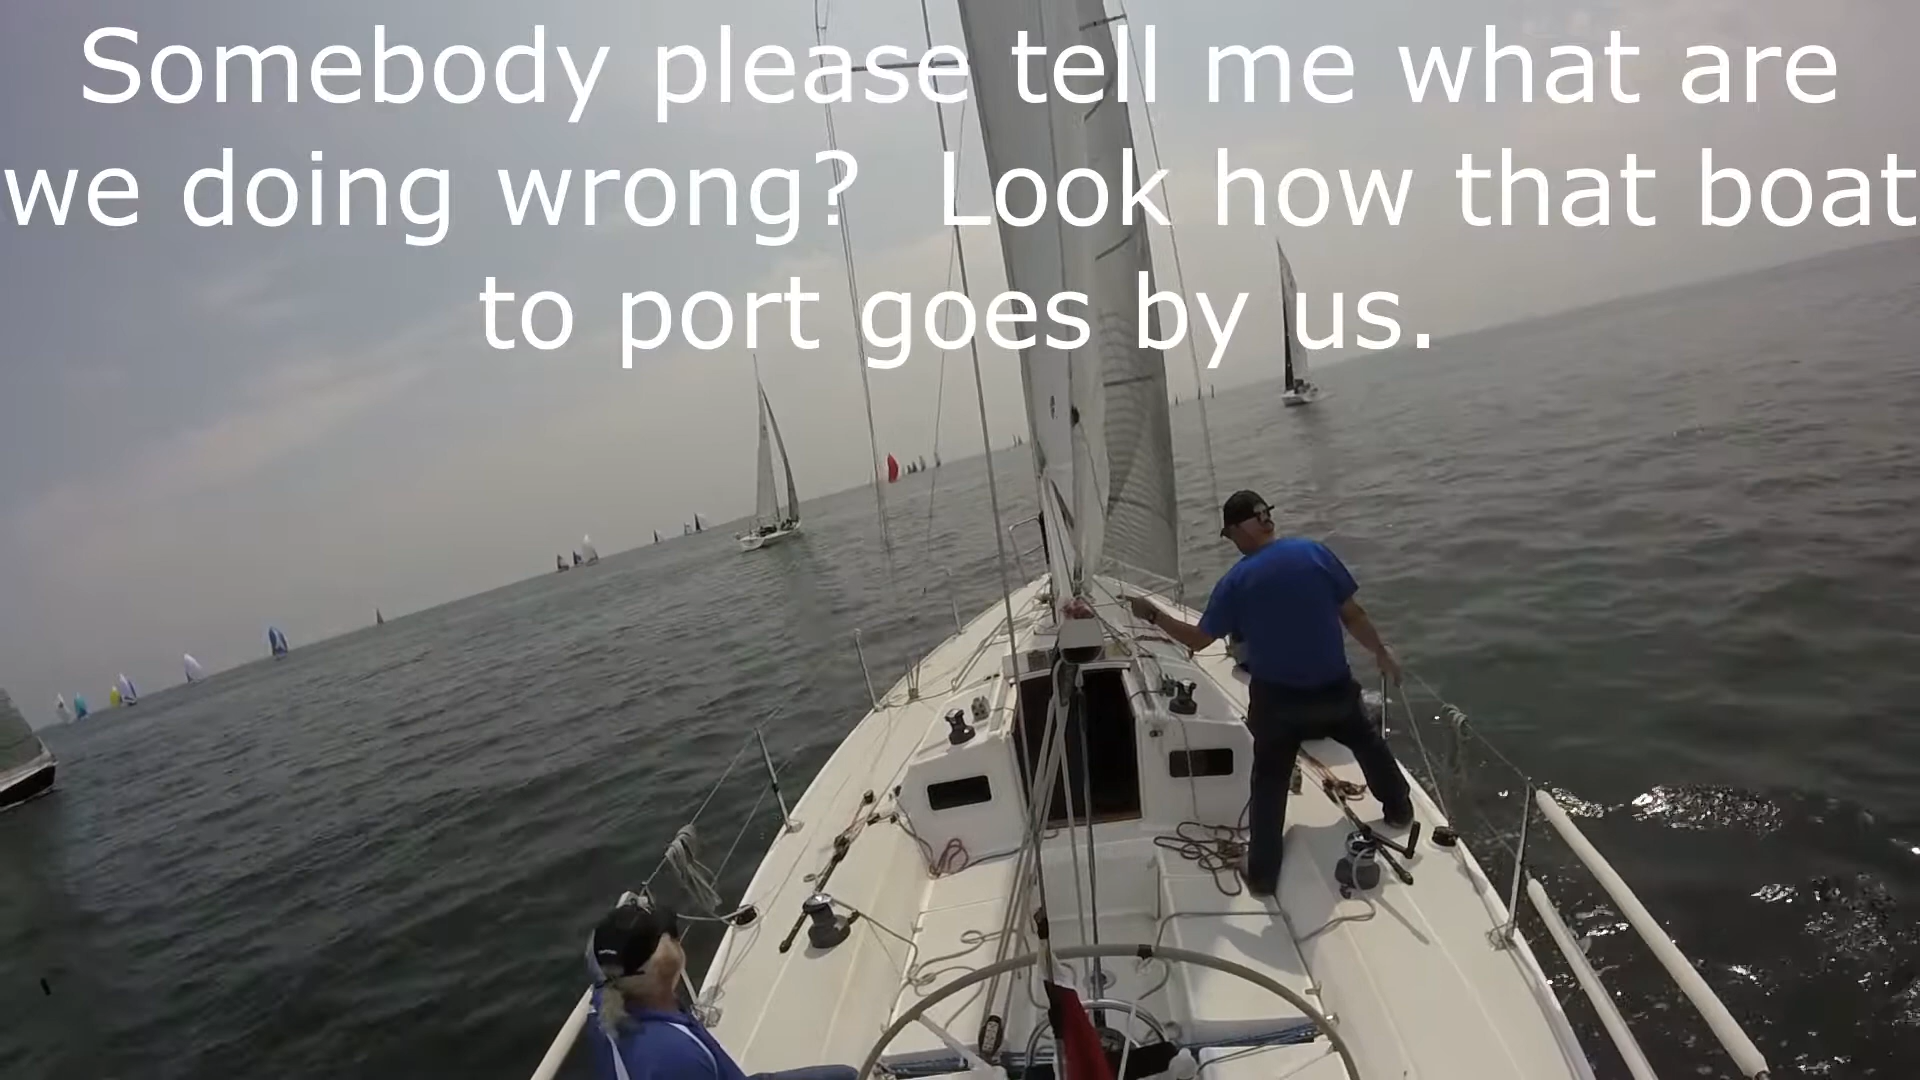 Somebody please tell me what are
we doing wrong?  Look how that boat
to port goes by us.